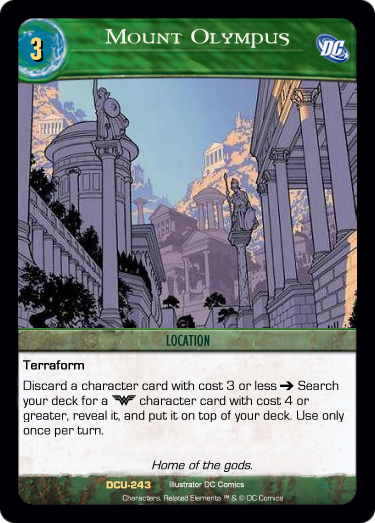 3
Mount Olympus
DC
LOCATION
Terraform
Discard a character card with cost 3 or less ➔ Search
your deck for a character card with cost 4 or
greater, reveal it, and put it on top of your deck. Use only
once per turn.
Home of the gods.
DCU-243 Illustrator DC Comics
Characters, Related Elements ™ & © DC Comics